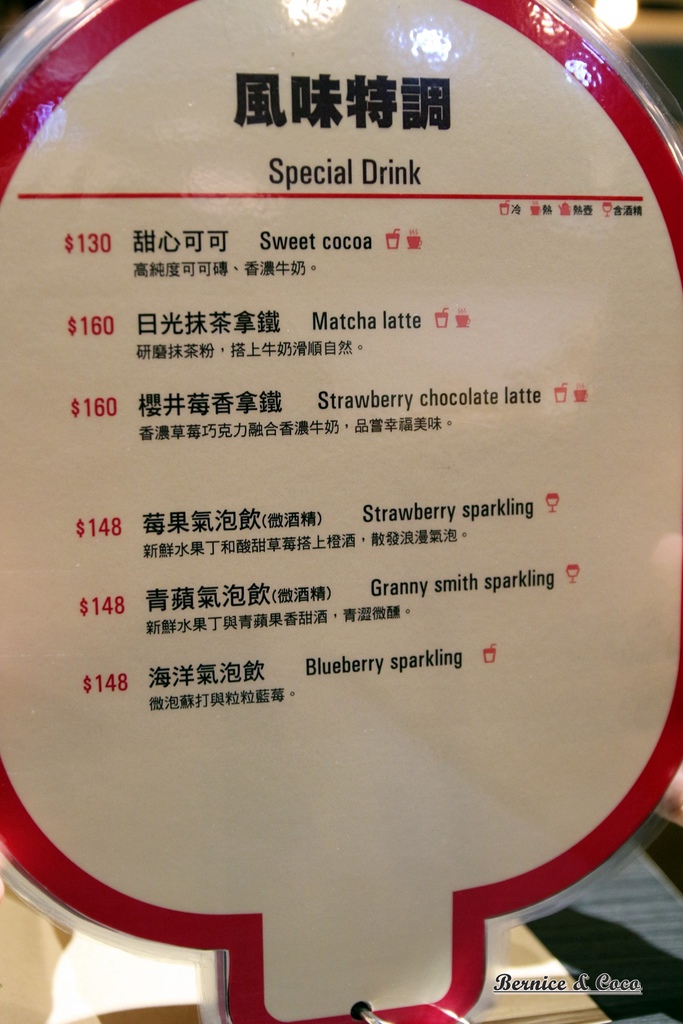 風味特調
Special Drink
冷 熱 熱壺 含酒精
$130 甜心可可 Sweet cocoa
高純度可可磚、香濃牛奶。
$160 日光抹茶拿鐵 Matcha latte
研磨抹茶粉，搭上牛奶滑順自然。
$160 櫻井莓香拿鐵 Strawberry chocolate latte
香濃草莓巧克力融合香濃牛奶，品嘗幸福美味。
$148 莓果氣泡飲(微酒精) Strawberry sparkling
新鮮水果丁和酸甜草莓搭上橙酒，散發浪漫氣泡。
$148 青蘋氣泡飲(微酒精) Granny smith sparkling
新鮮水果丁與青蘋果香甜酒，青澀微醺。
$148 海洋氣泡飲 Blueberry sparkling
微泡蘇打與粒粒藍莓。
Bernice & Coco